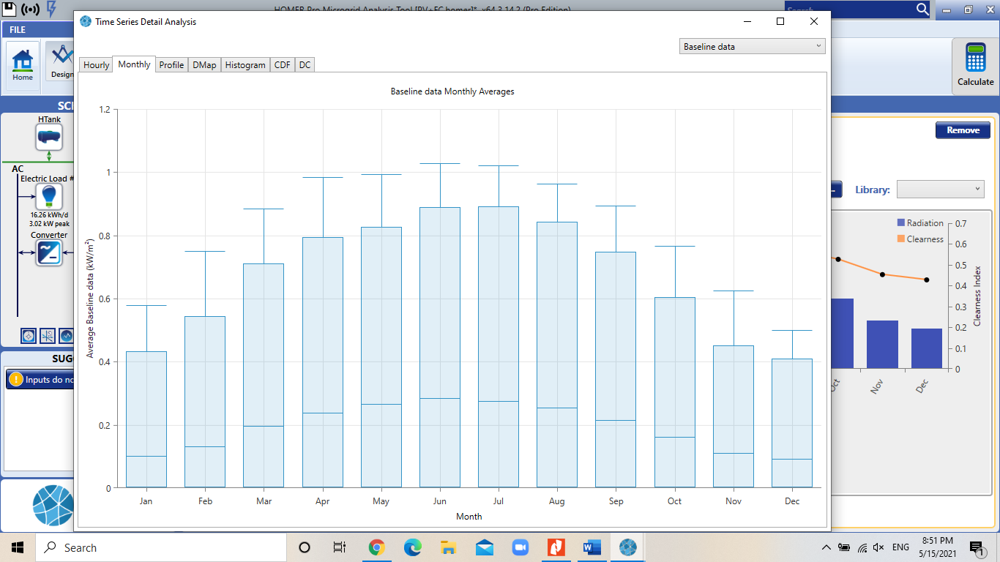 HOMER Pro Microgrid Analysis Tool [PV+FC.homer]* x64 3.14.2 (Pro Edition)
Search
Time Series Detail Analysis
FILE
Baseline data
Home
Design
Calculate
Hourly Monthly Profile DMap Histogram CDF DC
Baseline data Monthly Averages
HTank
Remove
AC
Electric Load #
16.26 kWh/d
3.02 kW peak
Converter
Library:
Radiation
Clearness
0.7
0.6
0.5
0.4
0.3
0.2
0.1
0
Clearness Index
Oct Nov Dec
Inputs do no
Average Baseline data (kW/m²)
1.2
1
0.8
0.6
0.4
0.2
0
Jan Feb Mar Apr May Jun Jul Aug Sep Oct Nov Dec
Month
Search
ENG
8:51 PM
5/15/2021
1